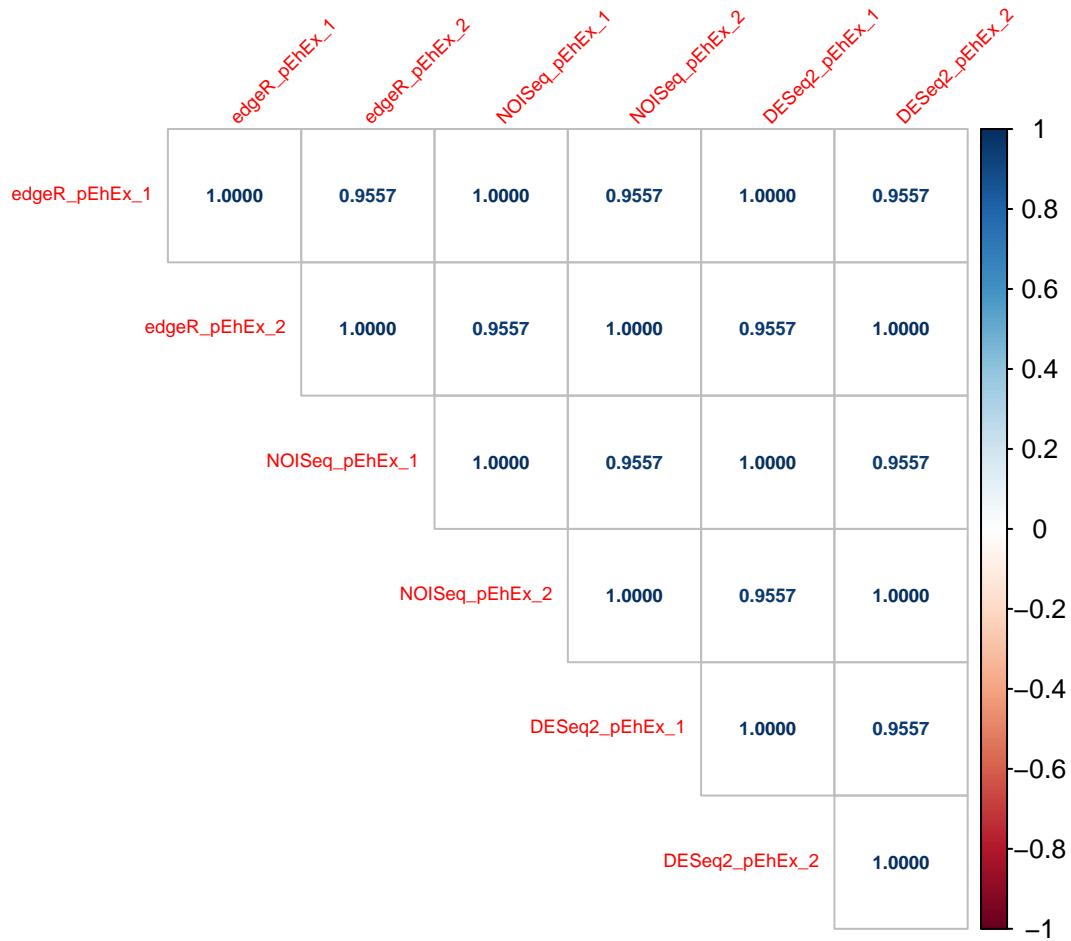 edgeR_pEhEx_1 edgeR_pEhEx_2 NOISeq_pEhEx_1 NOISeq_pEhEx_2 DESeq2_pEhEx_1 DESeq2_pEhEx_2
edgeR_pEhEx_1 1.0000 0.9557 1.0000 0.9557 1.0000 0.9557
edgeR_pEhEx_2 1.0000 0.9557 1.0000 0.9557 1.0000
NOISeq_pEhEx_1 1.0000 0.9557 1.0000 0.9557
NOISeq_pEhEx_2 1.0000 0.9557 1.0000
DESeq2_pEhEx_1 1.0000 0.9557
DESeq2_pEhEx_2 1.0000
1
0.8
0.6
0.4
0.2
0
−0.2
−0.4
−0.6
−0.8
−1